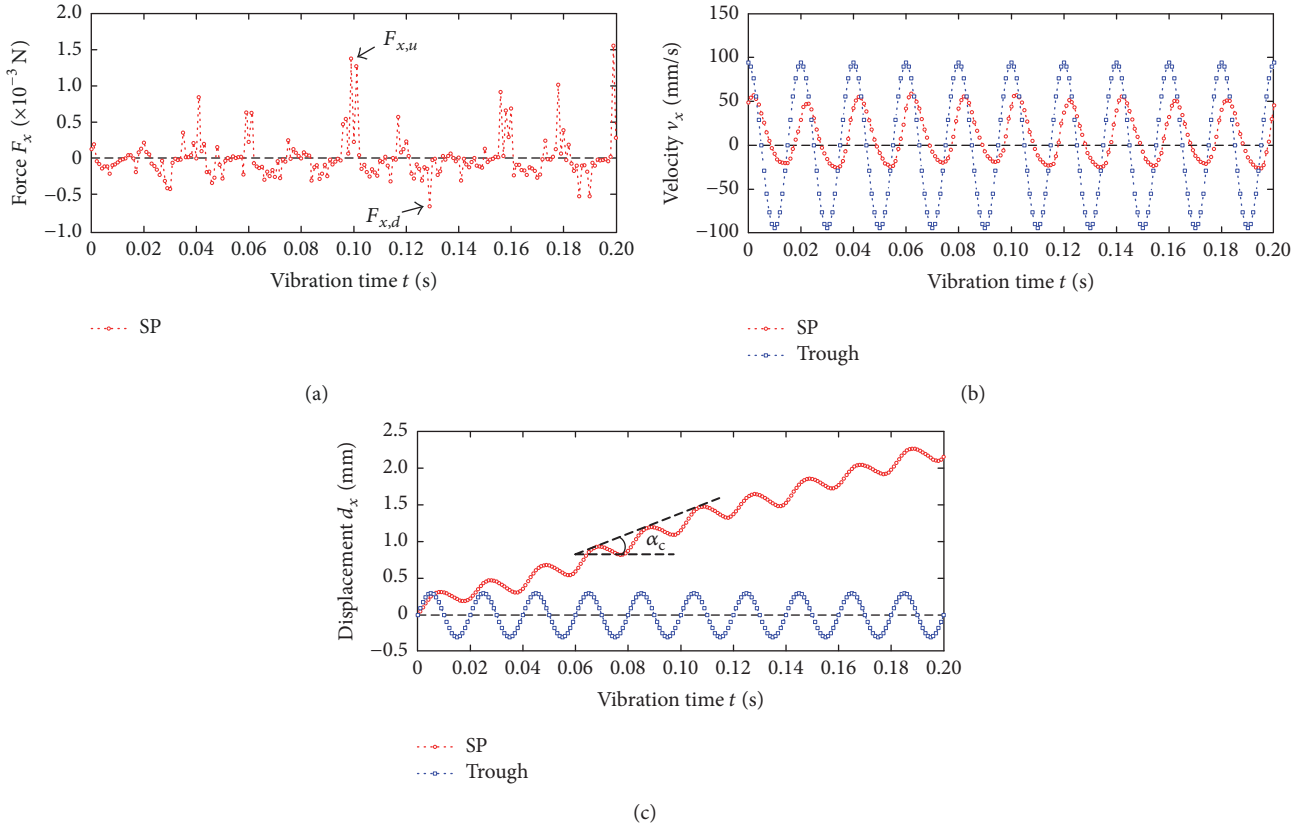 2.0
1.5
1.0
0.5
0
−0.5
−1.0
Force F_x (×10⁻³ N)
F_{x,u}
F_{x,d}
0 0.02 0.04 0.06 0.08 0.10 0.12 0.14 0.16 0.18 0.20
Vibration time t (s)
SP
(a)
150
100
50
0
−50
−100
Velocity v_x (mm/s)
0 0.02 0.04 0.06 0.08 0.10 0.12 0.14 0.16 0.18 0.20
Vibration time t (s)
SP
Trough
(b)
2.5
2.0
1.5
1.0
0.5
0
−0.5
Displacement d_x (mm)
α_c
0 0.02 0.04 0.06 0.08 0.10 0.12 0.14 0.16 0.18 0.20
Vibration time t (s)
SP
Trough
(c)